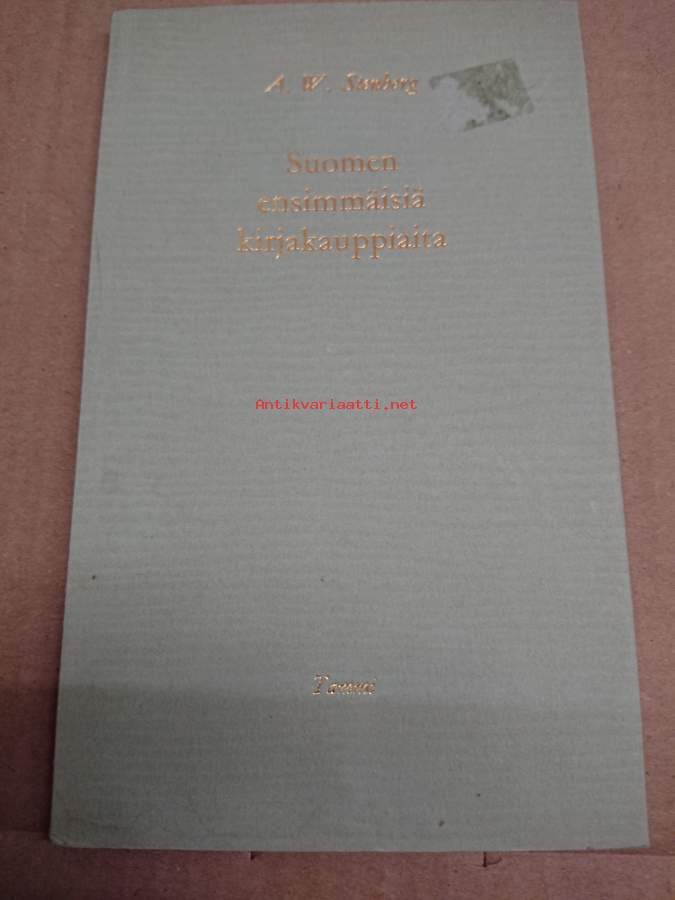 A. W. Stenberg
Suomen
ensimmäisiä
kirjakauppiaita
Antikvariaatti.net
Tammi